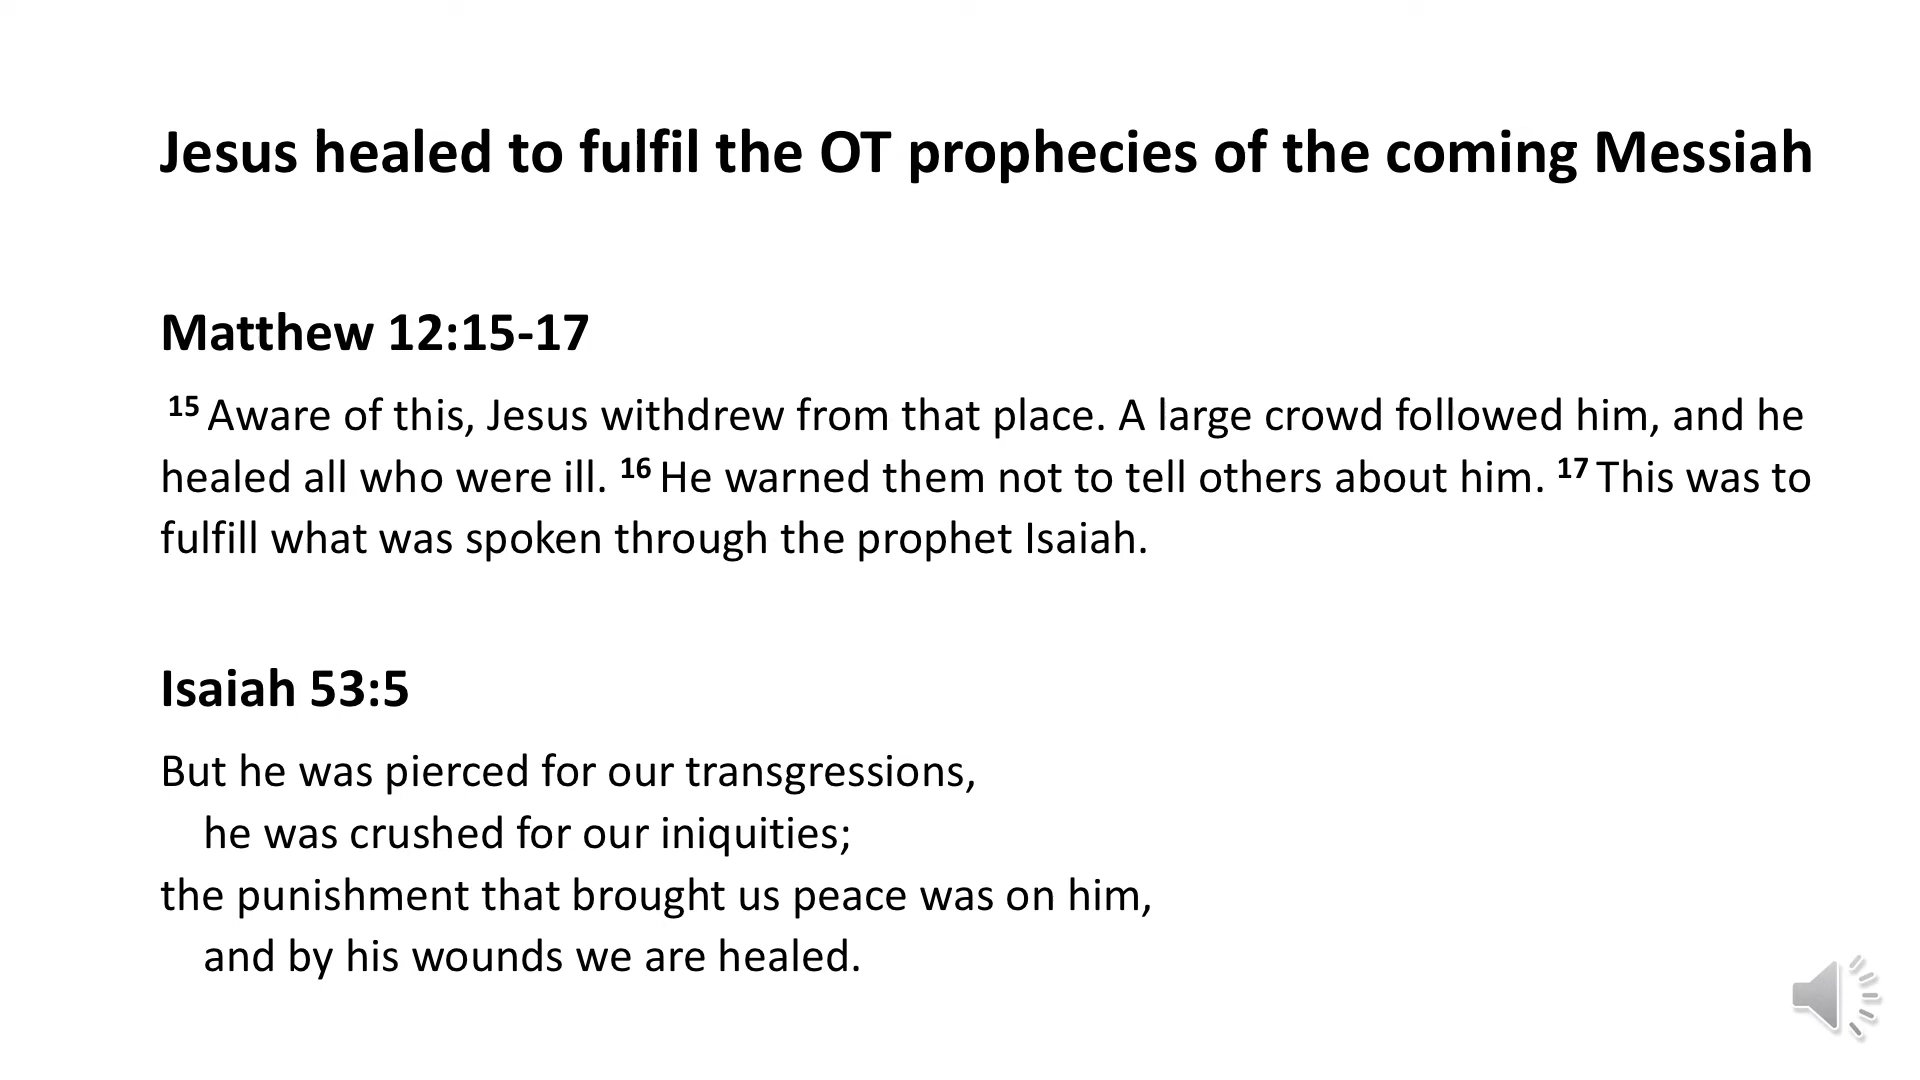 Jesus healed to fulfil the OT prophecies of the coming Messiah
Matthew 12:15-17
15 Aware of this, Jesus withdrew from that place. A large crowd followed him, and he
healed all who were ill. 16 He warned them not to tell others about him. 17 This was to
fulfill what was spoken through the prophet Isaiah.
Isaiah 53:5
But he was pierced for our transgressions,
he was crushed for our iniquities;
the punishment that brought us peace was on him,
and by his wounds we are healed.